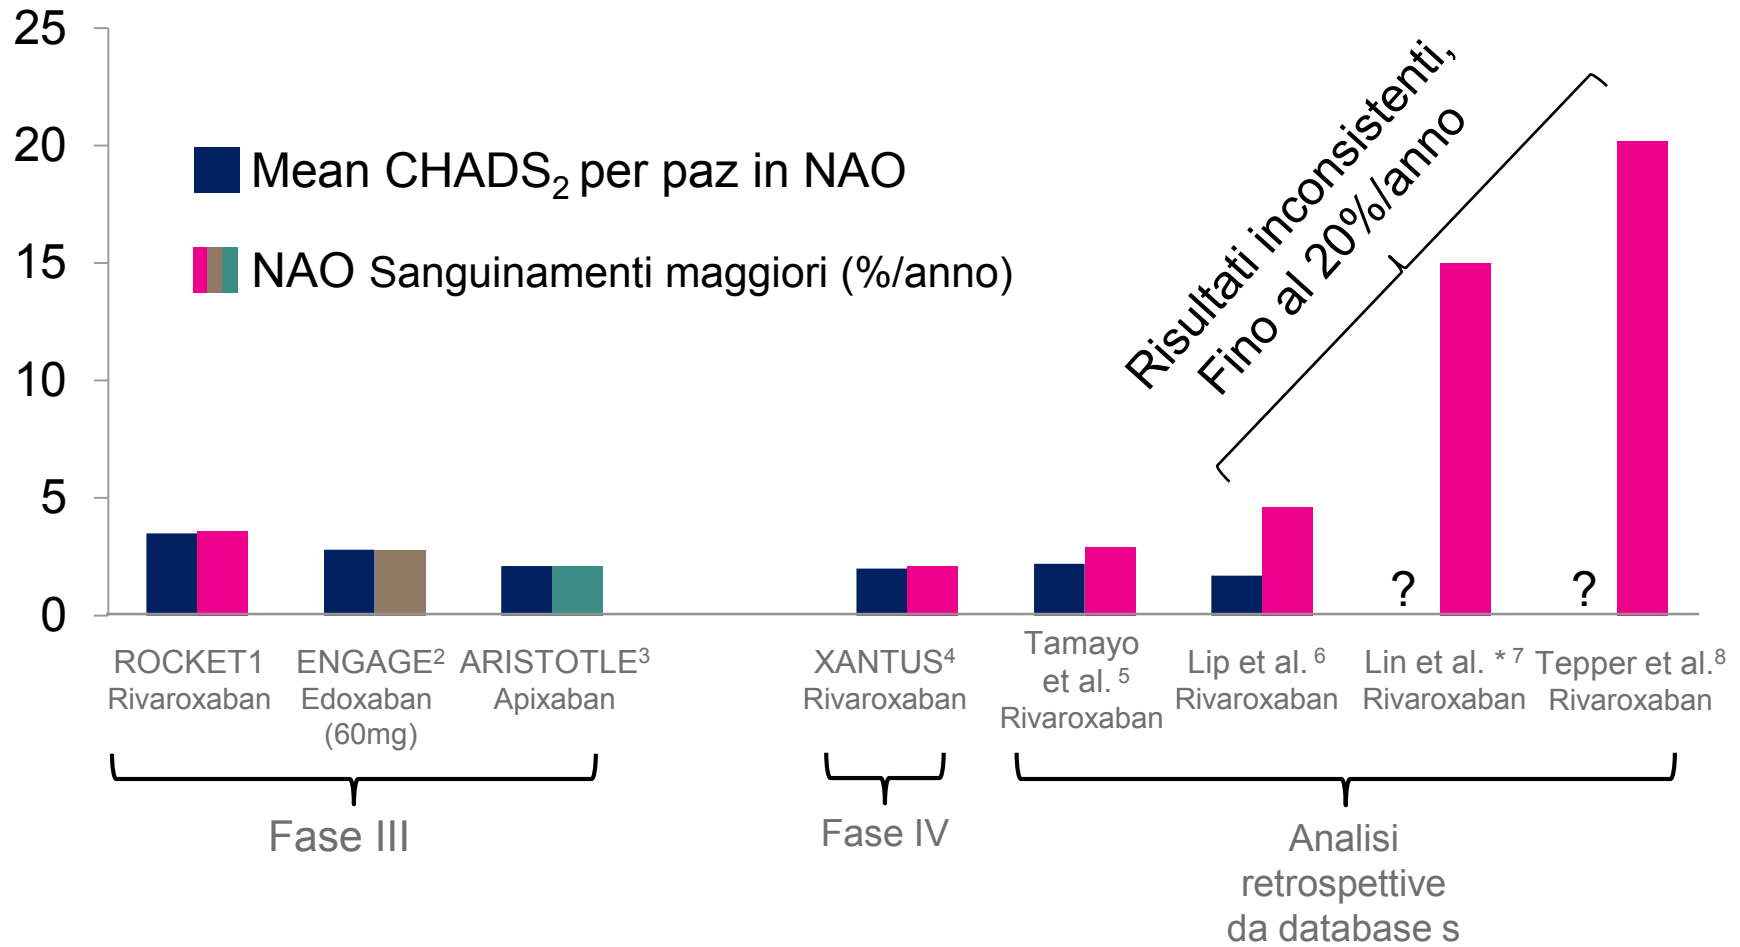 25
20
15
10
5
0
Mean CHADS₂ per paz in NAO
NAO Sanguinamenti maggiori (%/anno)
Risultati inconsistenti,
Fino al 20%/anno
?
?
ROCKET1
Rivaroxaban
ENGAGE²
Edoxaban
(60mg)
ARISTOTLE³
Apixaban
XANTUS⁴
Rivaroxaban
Tamayo
et al. ⁵
Rivaroxaban
Lip et al. ⁶
Rivaroxaban
Lin et al. * ⁷
Rivaroxaban
Tepper et al.⁸
Rivaroxaban
Fase III
Fase IV
Analisi
retrospettive
da database s